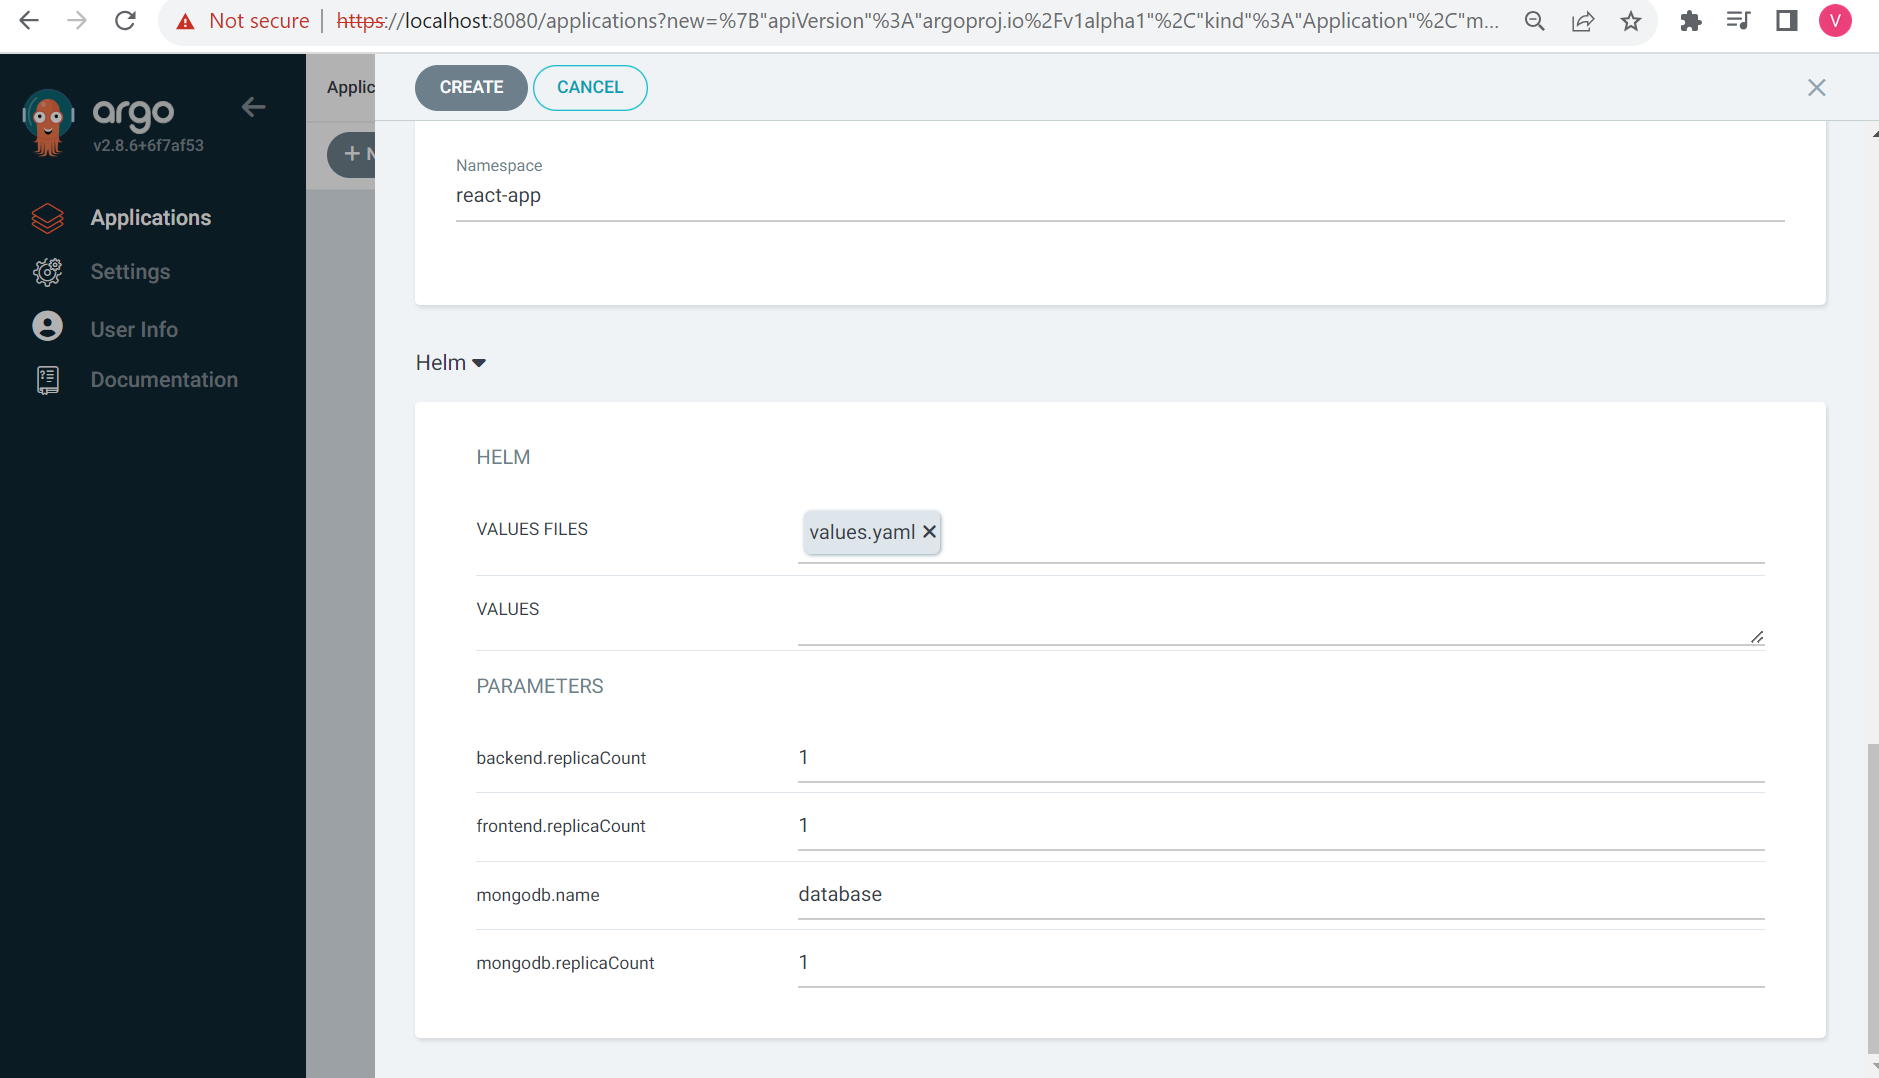 Not secure | https://localhost:8080/applications?new=%7B"apiVersion"%3A"argoproj.io%2Fv1alpha1"%2C"kind"%3A"Application"%2C"m...
V
argo
v2.8.6+6f7af53
Applications
Settings
User Info
Documentation
Applic
+ N
CREATE
CANCEL
Namespace
react-app
Helm
HELM
VALUES FILES
values.yaml
VALUES
PARAMETERS
backend.replicaCount 1
frontend.replicaCount 1
mongodb.name database
mongodb.replicaCount 1